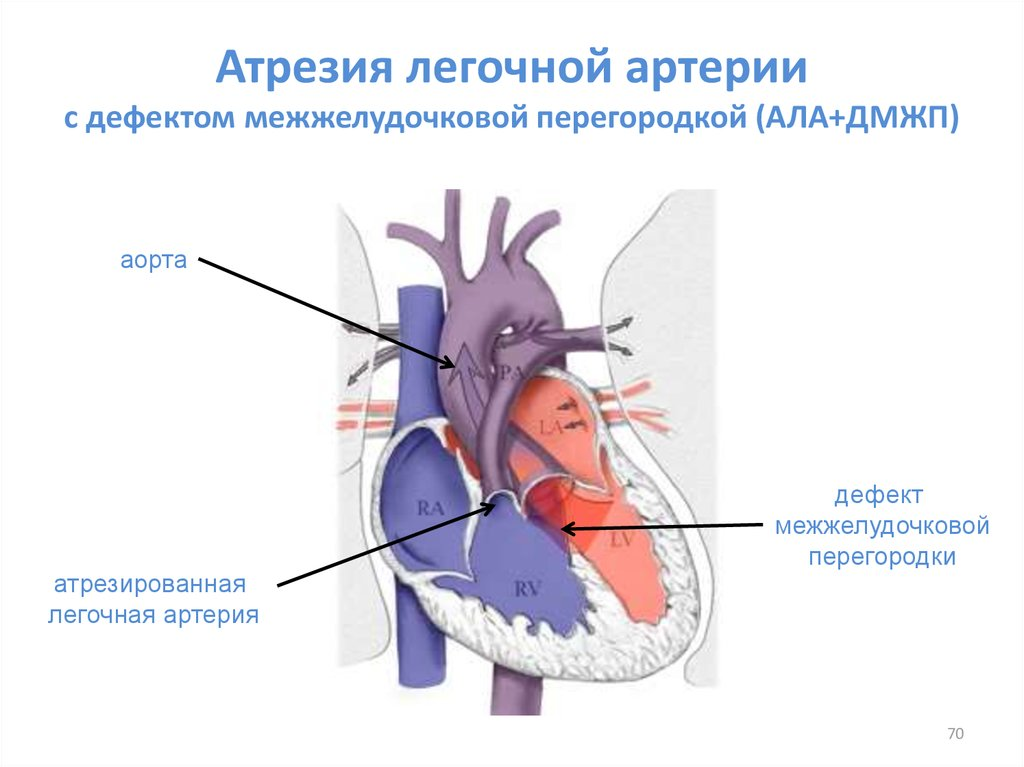 Атрезия легочной артерии
с дефектом межжелудочковой перегородкой (АЛА+ДМЖП)
аорта
PA
LA
дефект
межжелудочковой
перегородки
RA
LV
атрезированная
легочная артерия
RV
70